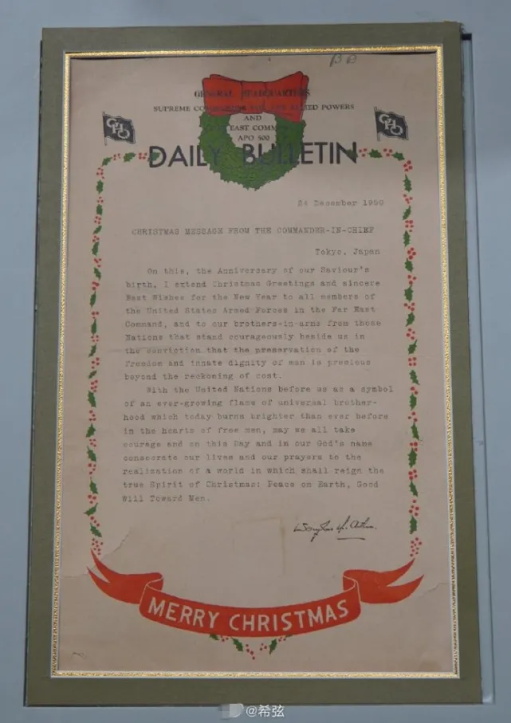 GENERAL HEADQUARTERS
SUPREME COMMANDER FOR THE ALLIED POWERS
AND
FAR EAST COMMAND
APO 500
GHQ
GHQ
DAILY BULLETIN
December 1950
CHRISTMAS MESSAGE FROM THE COMMANDER-IN-CHIEF
Tokyo, Japan
On this, the Anniversary of our Saviour's
birth, I extend Christmas Greetings and sincere
Best Wishes for the New Year to all members of
the United States Armed Forces in the Far East
Command, and to our brothers-in-arms from those
Nations that stand courageously beside us in
the conviction that the preservation of the
freedom and innate dignity of man is precious
beyond the reckoning of cost.
With the United Nations before us as a symbol
of an ever-growing flame of universal brother-
hood which today burns brighter than ever before
in the hearts of free men, may we all take
courage and on this Day and in our God's name
consecrate our lives and our prayers to the
realization of a world in which shall reign the
true Spirit of Christmas: Peace on Earth, Good
Will Toward Men.
MERRY CHRISTMAS
@希弦